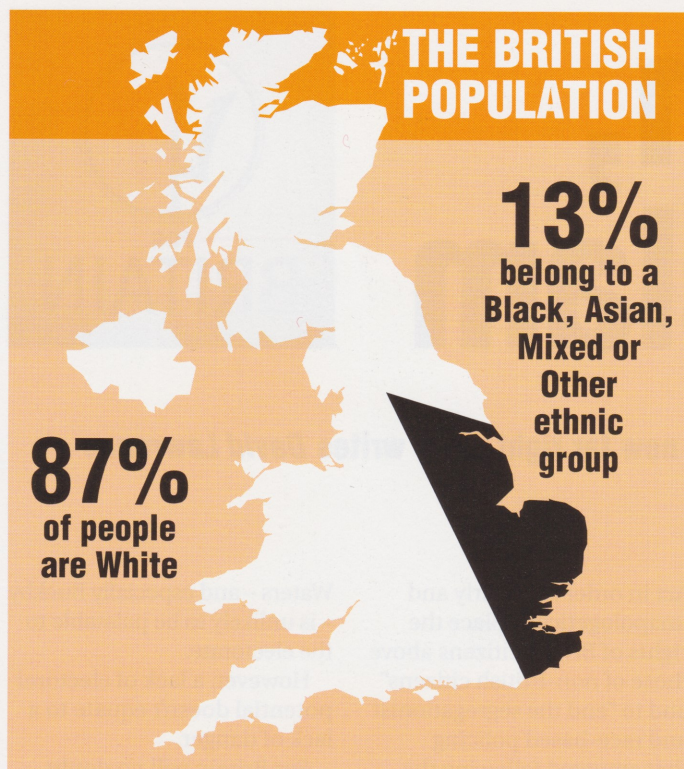 THE BRITISH
POPULATION
13%
belong to a
Black, Asian,
Mixed or
Other
ethnic
group
87%
of people
are White